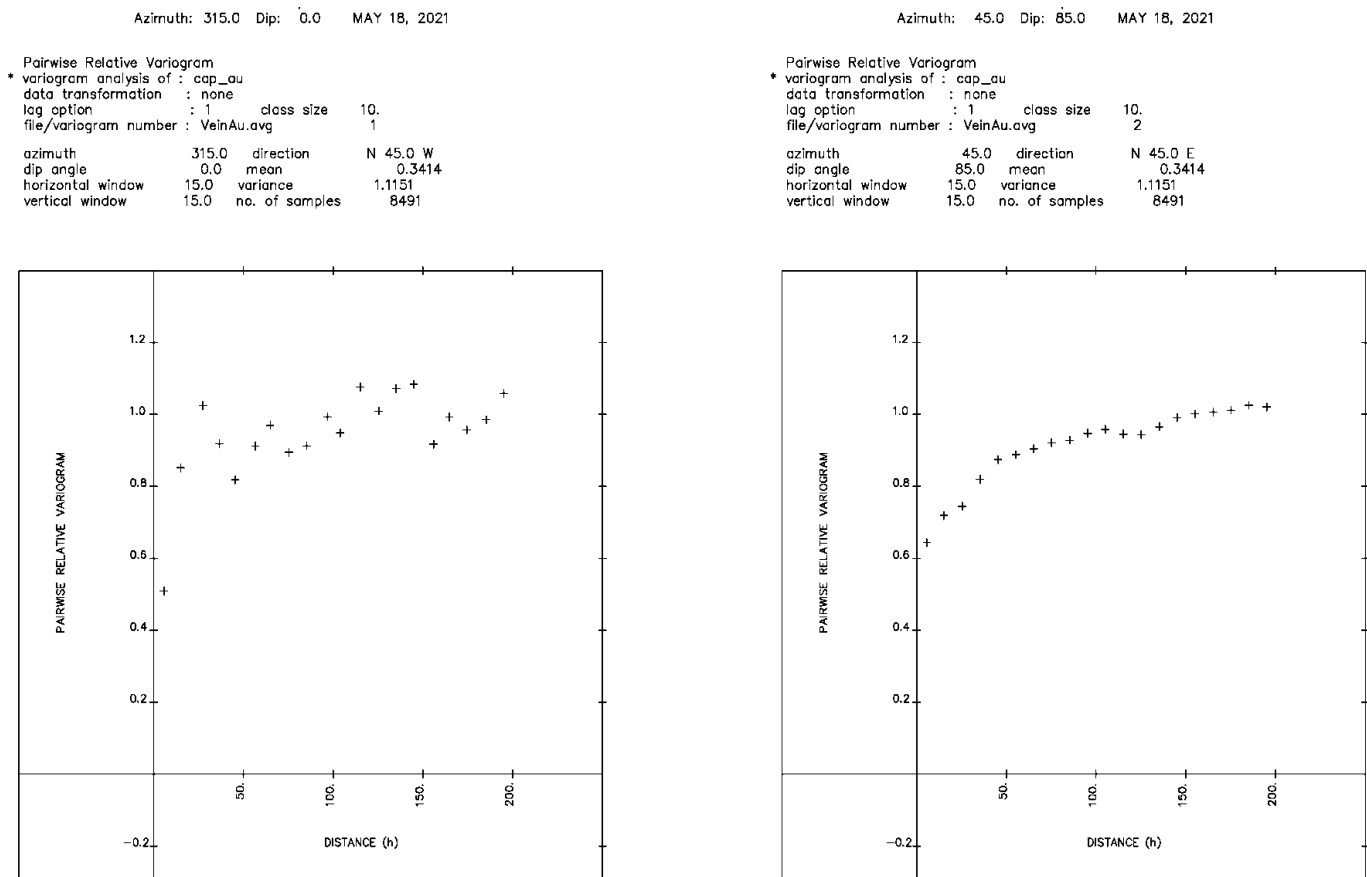 Azimuth: 315.0 Dip: 0.0 MAY 18, 2021
Pairwise Relative Variogram
* variogram analysis of : cap_au
data transformation : none
lag option : 1 class size 10.
file/variogram number : VeinAu.avg 1
azimuth 315.0 direction N 45.0 W
dip angle 0.0 mean 0.3414
horizontal window 15.0 variance 1.1151
vertical window 15.0 no. of samples 8491
1.2
1.0
0.8
0.6
0.4
0.2
-0.2
PAIRWISE RELATIVE VARIOGRAM
50.
100.
150.
200.
DISTANCE (h)
Azimuth: 45.0 Dip: 85.0 MAY 18, 2021
Pairwise Relative Variogram
* variogram analysis of : cap_au
data transformation : none
lag option : 1 class size 10.
file/variogram number : VeinAu.avg 2
azimuth 45.0 direction N 45.0 E
dip angle 85.0 mean 0.3414
horizontal window 15.0 variance 1.1151
vertical window 15.0 no. of samples 8491
1.2
1.0
0.8
0.6
0.4
0.2
-0.2
PAIRWISE RELATIVE VARIOGRAM
50.
100.
150.
200.
DISTANCE (h)